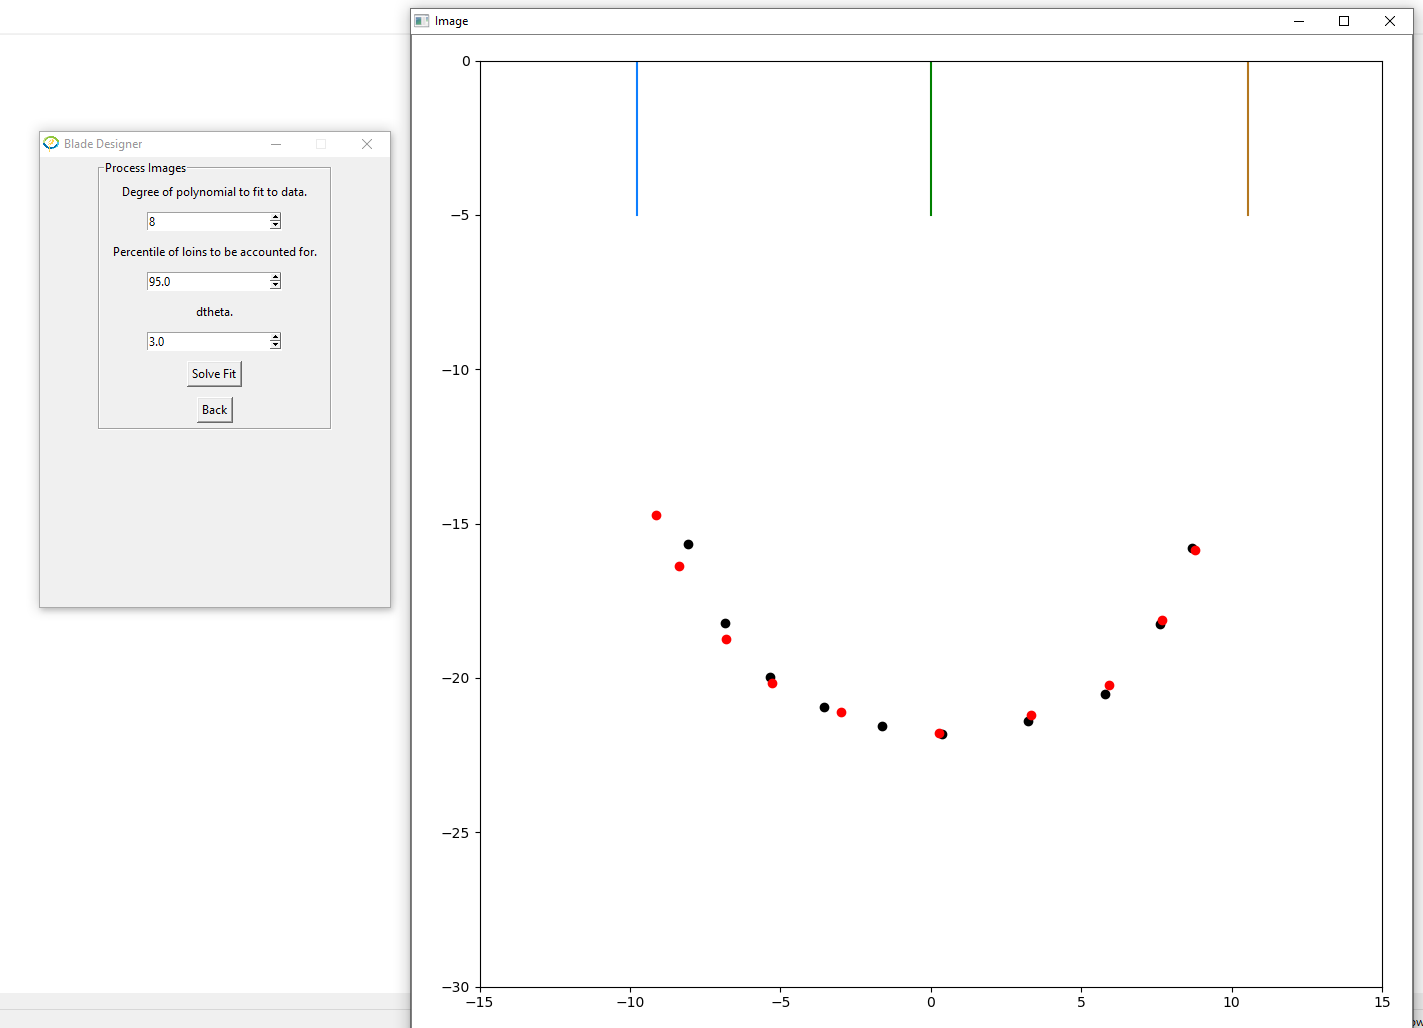 Image
Blade Designer
Process Images
Degree of polynomial to fit to data.
8
Percentile of loins to be accounted for.
95.0
dtheta.
3.0
Solve Fit
Back
0
−5
−10
−15
−20
−25
−30
−15 −10 −5 0 5 10 15